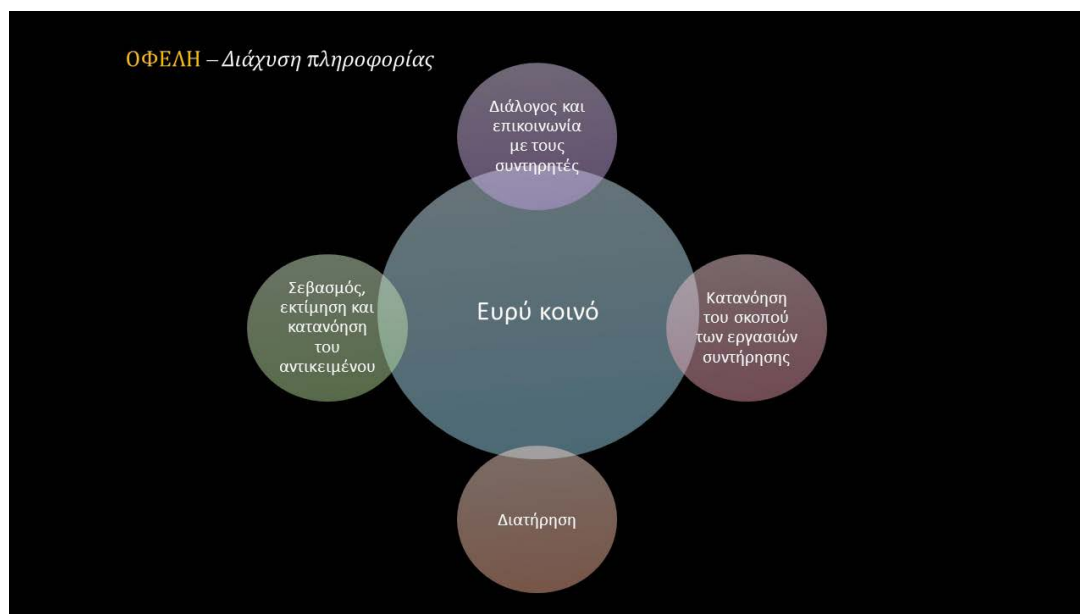 ΟΦΕΛΗ – Διάχυση πληροφορίας
Διάλογος και
επικοινωνία
με τους
συντηρητές
Σεβασμός,
εκτίμηση και
κατανόηση
του
αντικειμένου
Ευρύ κοινό
Κατανόηση
του σκοπού
των εργασιών
συντήρησης
Διατήρηση